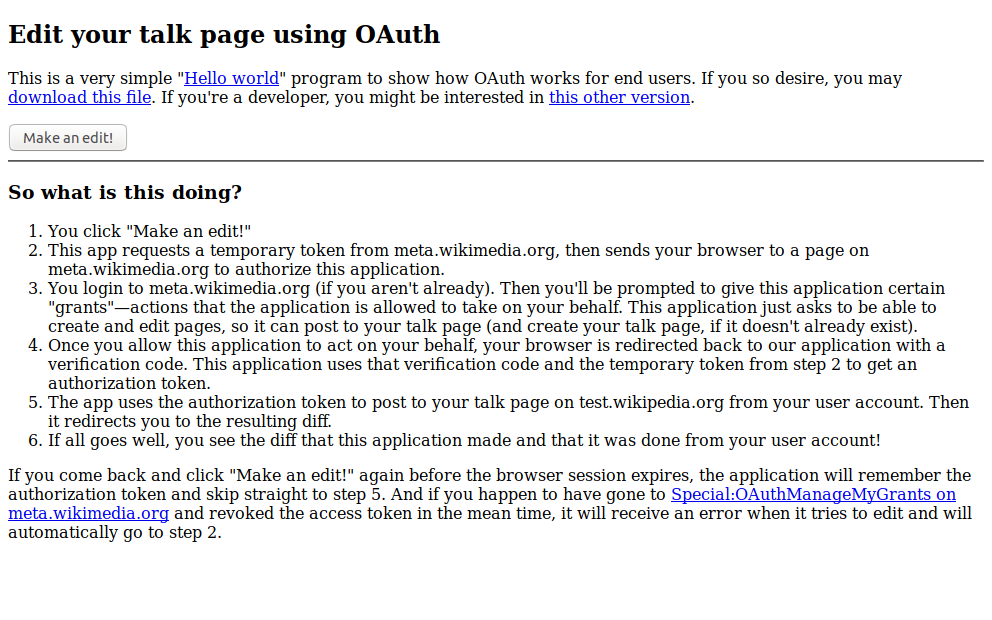 Edit your talk page using OAuth
This is a very simple "Hello world" program to show how OAuth works for end users. If you so desire, you may
download this file. If you're a developer, you might be interested in this other version.
Make an edit!
So what is this doing?
1. You click "Make an edit!"
2. This app requests a temporary token from meta.wikimedia.org, then sends your browser to a page on
meta.wikimedia.org to authorize this application.
3. You login to meta.wikimedia.org (if you aren't already). Then you'll be prompted to give this application certain
"grants"—actions that the application is allowed to take on your behalf. This application just asks to be able to
create and edit pages, so it can post to your talk page (and create your talk page, if it doesn't already exist).
4. Once you allow this application to act on your behalf, your browser is redirected back to our application with a
verification code. This application uses that verification code and the temporary token from step 2 to get an
authorization token.
5. The app uses the authorization token to post to your talk page on test.wikipedia.org from your user account. Then
it redirects you to the resulting diff.
6. If all goes well, you see the diff that this application made and that it was done from your user account!
If you come back and click "Make an edit!" again before the browser session expires, the application will remember the
authorization token and skip straight to step 5. And if you happen to have gone to Special:OAuthManageMyGrants on
meta.wikimedia.org and revoked the access token in the mean time, it will receive an error when it tries to edit and will
automatically go to step 2.